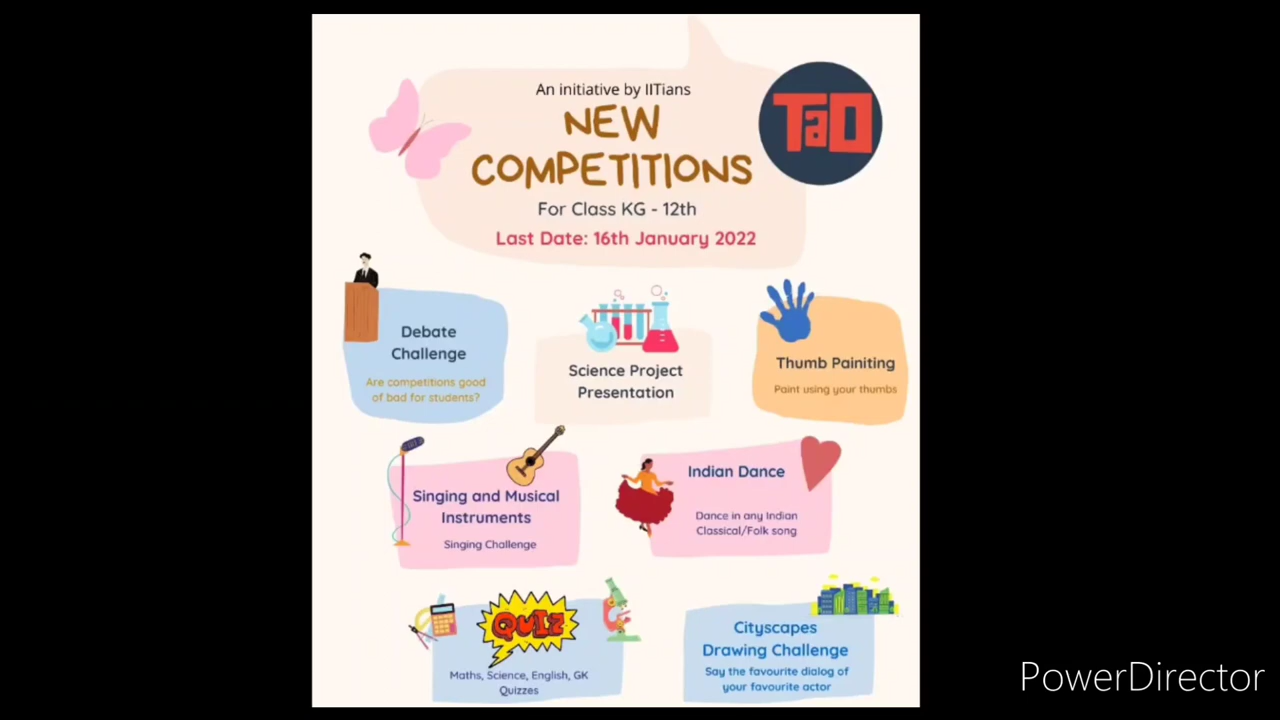 An initiative by IITians
TaO
NEW
COMPETITIONS
For Class KG - 12th
Last Date: 16th January 2022
Debate
Challenge
Are competitions good
of bad for students?
Science Project
Presentation
Thumb Painiting
Paint using your thumbs
Singing and Musical
Instruments
Singing Challenge
Indian Dance
Dance in any Indian
Classical/Folk song
QUIZ
Maths, Science, English, GK
Quizzes
Cityscapes
Drawing Challenge
Say the favourite dialog of
your favourite actor
PowerDirector